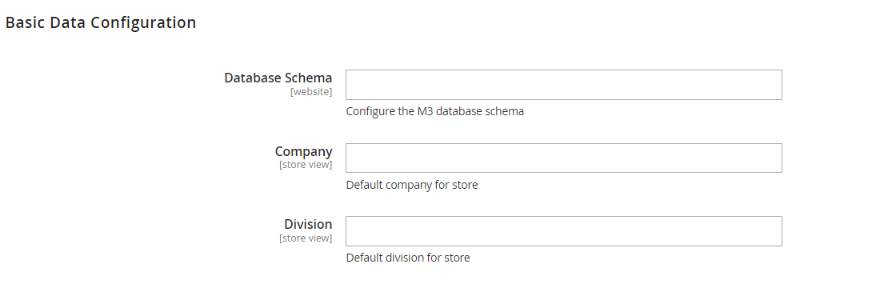 Basic Data Configuration
Database Schema
[website]
Configure the M3 database schema
Company
[store view]
Default company for store
Division
[store view]
Default division for store